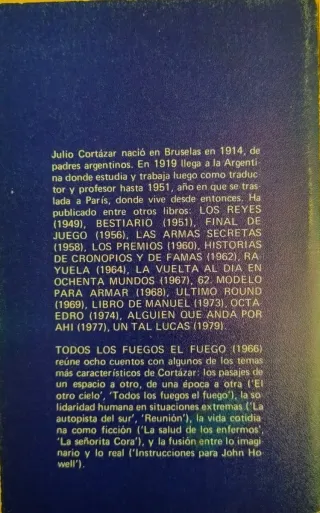 Julio Cortázar nació en Bruselas en 1914, de
padres argentinos. En 1919 llega a la Argenti
na donde estudia y trabaja luego como traduc
tor y profesor hasta 1951, año en que se tras
lada a París, donde vive desde entonces. Ha
publicado entre otros libros: LOS REYES
(1949), BESTIARIO (1951), FINAL DE
JUEGO (1956), LAS ARMAS SECRETAS
(1958), LOS PREMIOS (1960), HISTORIAS
DE CRONOPIOS Y DE FAMAS (1962), RA
YUELA (1964), LA VUELTA AL DIA EN
OCHENTA MUNDOS (1967), 62. MODELO
PARA ARMAR (1968), ULTIMO ROUND
(1969), LIBRO DE MANUEL (1973), OCTA
EDRO (1974), ALGUIEN QUE ANDA POR
AHI (1977), UN TAL LUCAS (1979).
TODOS LOS FUEGOS EL FUEGO (1966)
reúne ocho cuentos con algunos de los temas
más característicos de Cortázar: los pasajes de
un espacio a otro, de una época a otra ('El
otro cielo', 'Todos los fuegos el fuego'), la so
lidaridad humana en situaciones extremas ('La
autopista del sur', 'Reunión'), la vida cotidia
na como ficción ('La salud de los enfermos',
'La señorita Cora'), y la fusión entre lo imagi
nario y lo real ('Instrucciones para John Ho
well').